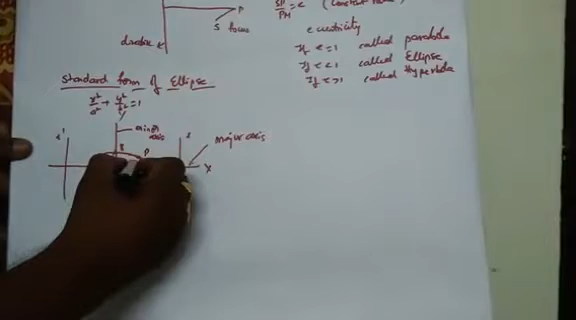 SP/PM = e (constant
P
S focus
directrix
eccentricity
If e=1 called parabola
If e<1 called Ellipse
If e>1 called Hyperbola
Standard form of Ellipse
x²/a² + y²/b² = 1
minor axis
major axis
B
P
X